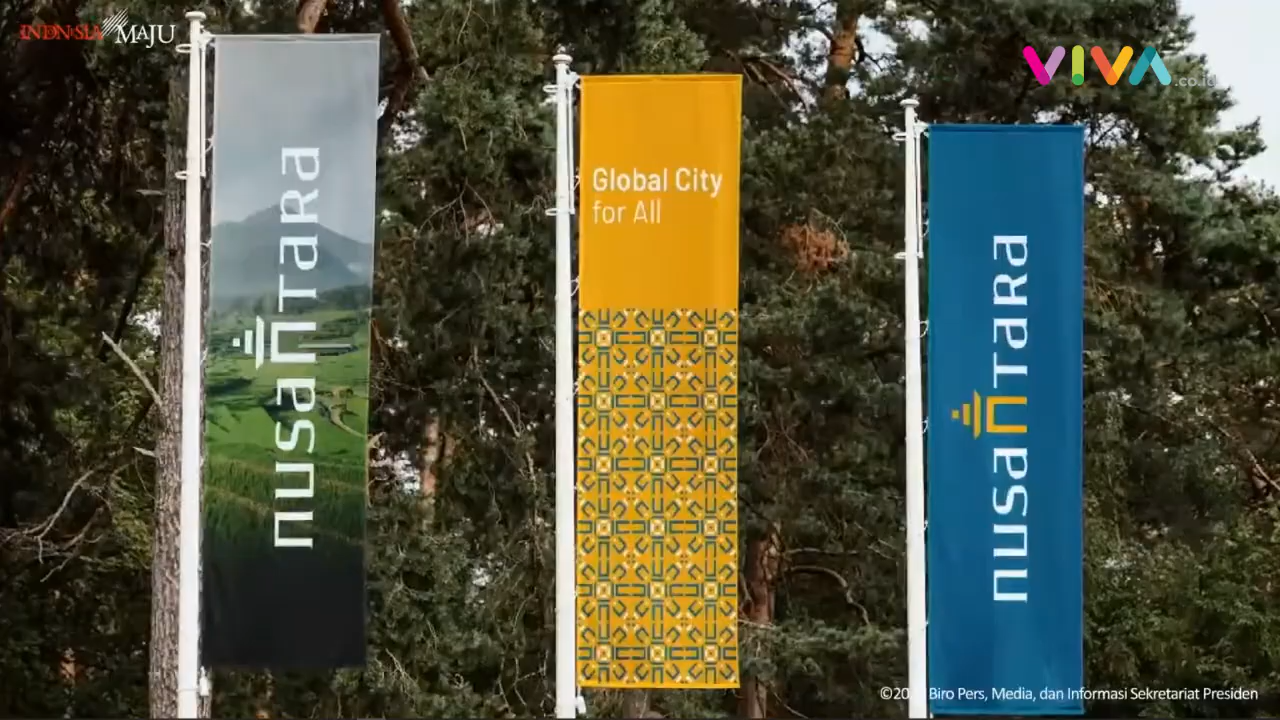 INDONESIA MAJU
VIVA.co.id
nusantara
Global City
for All
nusantara
Biro Pers, Media, dan Informasi Sekretariat Presiden